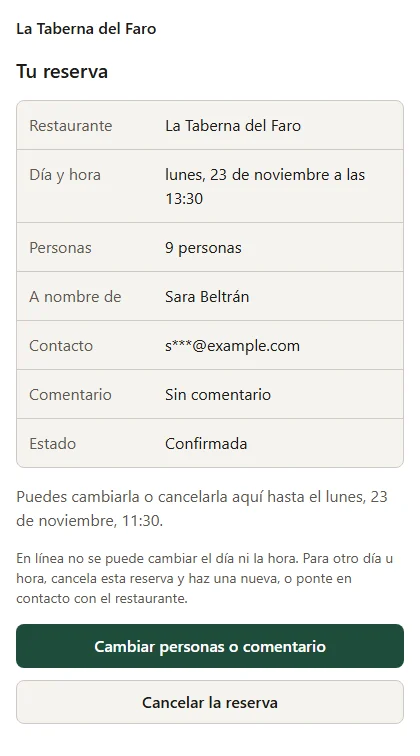 La Taberna del Faro
Tu reserva
Restaurante La Taberna del Faro
Día y hora lunes, 23 de noviembre a las
13:30
Personas 9 personas
A nombre de Sara Beltrán
Contacto s***@example.com
Comentario Sin comentario
Estado Confirmada
Puedes cambiarla o cancelarla aquí hasta el lunes, 23
de noviembre, 11:30.
En línea no se puede cambiar el día ni la hora. Para otro día u
hora, cancela esta reserva y haz una nueva, o ponte en
contacto con el restaurante.
Cambiar personas o comentario
Cancelar la reserva